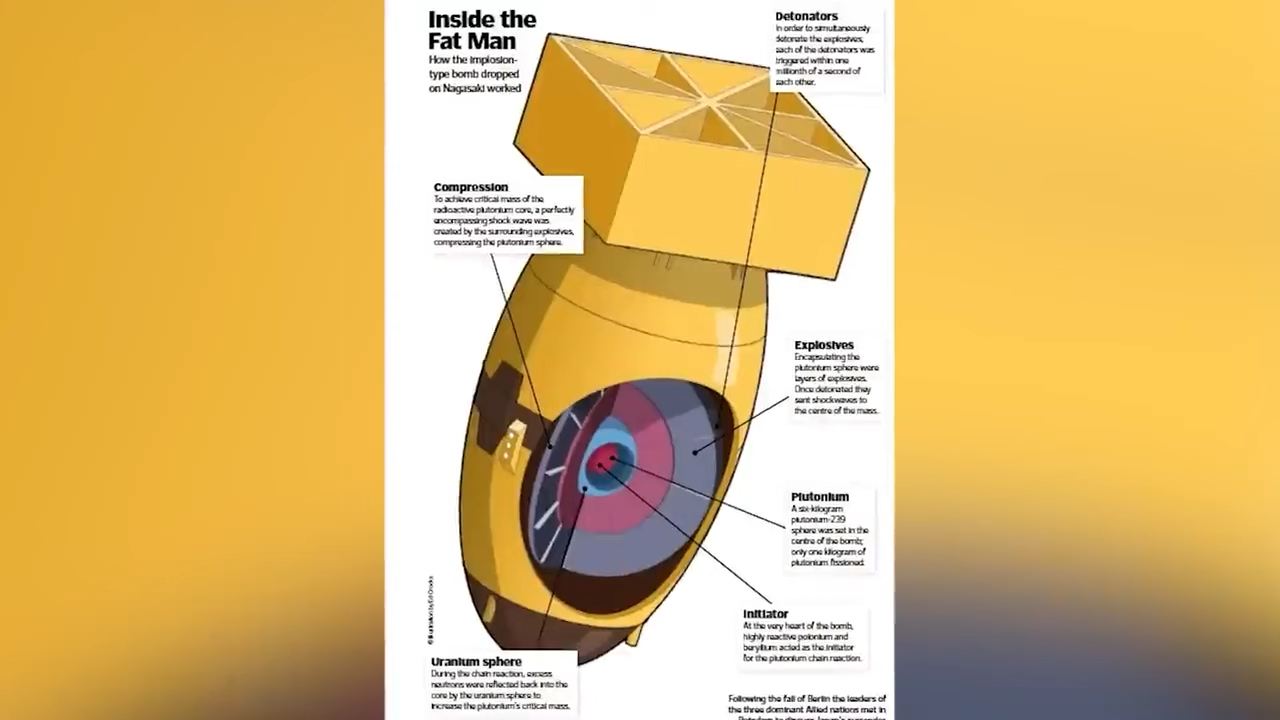 Inside the
Fat Man
How the implosion-
type bomb dropped
on Nagasaki worked
Detonators
In order to simultaneously
detonate the explosives,
each of the detonators was
triggered within one
millionth of a second of
each other.
Compression
To achieve critical mass of the
radioactive plutonium core, a perfectly
encompassing shock wave was
created by the surrounding explosives,
compressing the plutonium sphere.
Explosives
Encapsulating the
plutonium sphere were
layers of explosives.
Once detonated they
sent shockwaves to
the centre of the mass.
Plutonium
A six-kilogram
plutonium-239
sphere was set in the
centre of the bomb;
only one kilogram of
plutonium fissioned.
Initiator
At the very heart of the bomb,
highly reactive polonium and
beryllium acted as the initiator
for the plutonium chain reaction.
Uranium sphere
During the chain reaction, excess
neutrons were reflected back into the
core by the uranium sphere to
increase the plutonium's critical mass.
Following the fall of Berlin the leaders of
the three dominant Allied nations met in